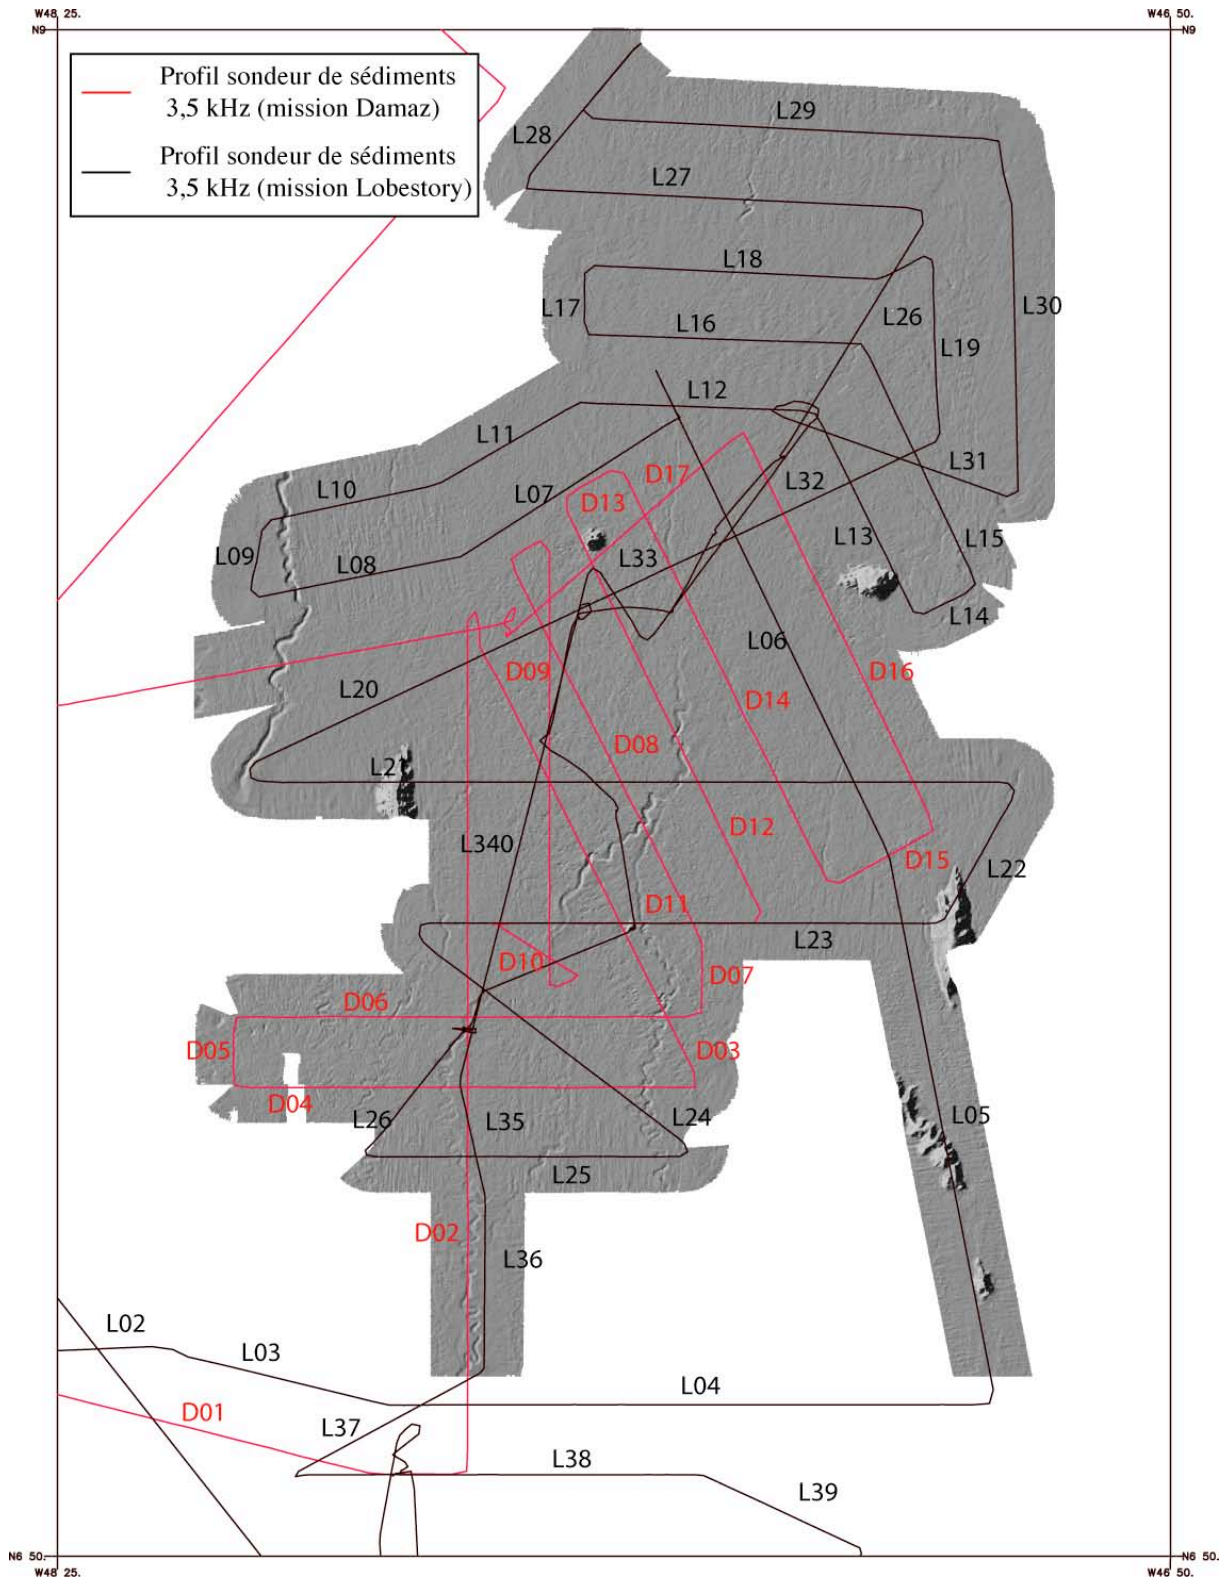 W48 25.
W46 50.
N9
N9
Profil sondeur de sédiments
3,5 kHz (mission Damaz)
Profil sondeur de sédiments
3,5 kHz (mission Lobestory)
L29
L28
L27
L18
L17
L16
L26
L30
L19
L12
L11
L10
L07
D17
D13
L32
L31
L09
L08
L33
L13
L15
L14
L06
D09
D16
L20
D14
D08
L21
D12
L340
D15
L22
D11
L23
D10
D07
D06
D05
D03
D04
L26
L35
L24
L05
L25
D02
L36
L02
L03
L04
D01
L37
L38
L39
N6 50.
N6 50.
W48 25.
W46 50.